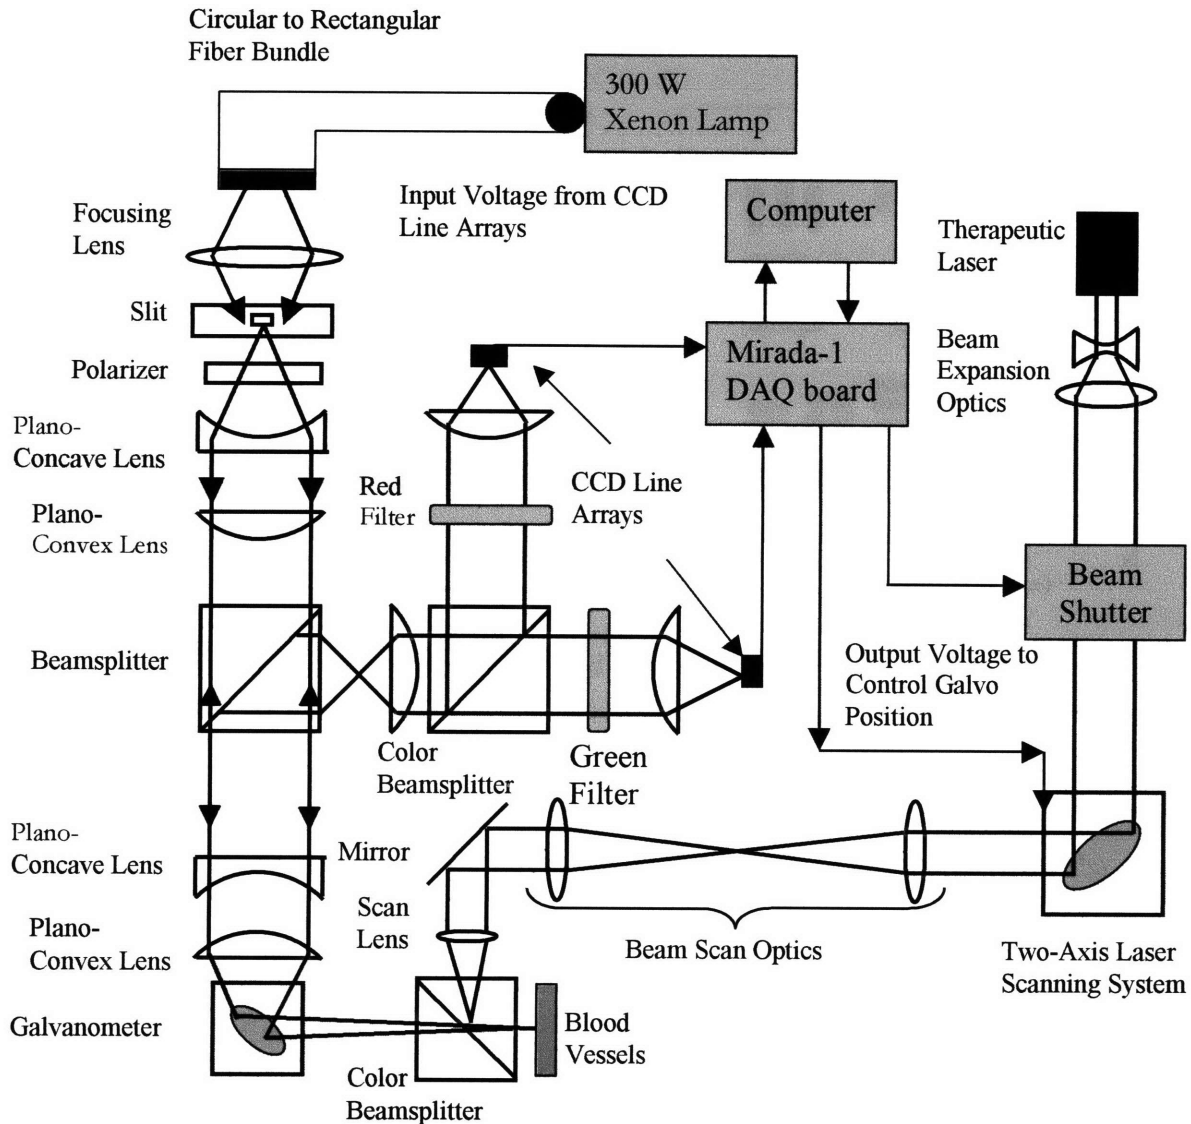 Circular to Rectangular
Fiber Bundle
300 W
Xenon Lamp
Input Voltage from CCD
Line Arrays
Computer
Therapeutic
Laser
Focusing
Lens
Slit
Polarizer
Mirada-1
DAQ board
Beam
Expansion
Optics
Plano-
Concave Lens
Red
Filter
CCD Line
Arrays
Plano-
Convex Lens
Beam
Shutter
Beamsplitter
Output Voltage to
Control Galvo
Position
Color
Beamsplitter
Green
Filter
Plano-
Concave Lens
Mirror
Scan
Lens
Beam Scan Optics
Plano-
Convex Lens
Two-Axis Laser
Scanning System
Galvanometer
Blood
Vessels
Color
Beamsplitter